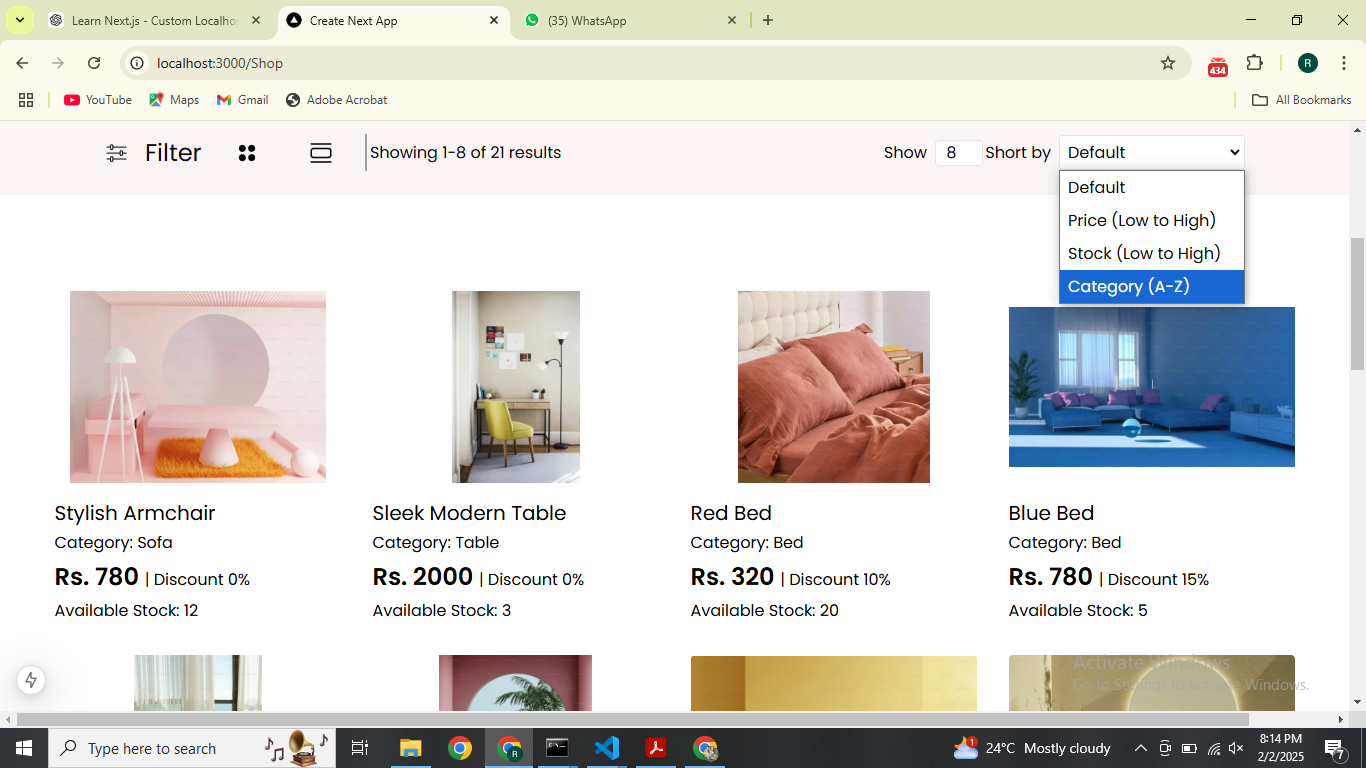 Learn Next.js - Custom Localhos
Create Next App
(35) WhatsApp
localhost:3000/Shop
434
R
YouTube
Maps
Gmail
Adobe Acrobat
All Bookmarks
Filter
Showing 1-8 of 21 results
Show 8 Short by Default
Default
Price (Low to High)
Stock (Low to High)
Category (A-Z)
Stylish Armchair
Category: Sofa
Rs. 780 | Discount 0%
Available Stock: 12
Sleek Modern Table
Category: Table
Rs. 2000 | Discount 0%
Available Stock: 3
Red Bed
Category: Bed
Rs. 320 | Discount 10%
Available Stock: 20
Blue Bed
Category: Bed
Rs. 780 | Discount 15%
Available Stock: 5
Activate Windows
Go to Settings to activate Windows.
Type here to search
R
24°C Mostly cloudy
8:14 PM
2/2/2025
7